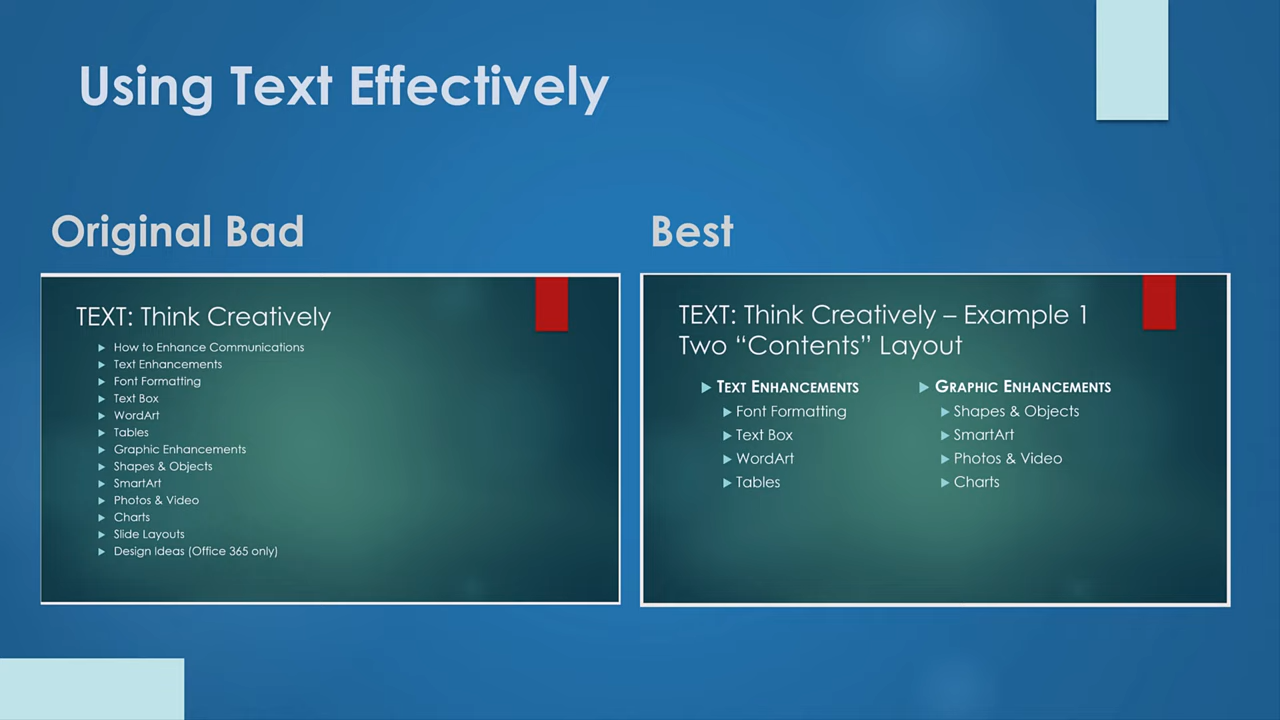 Using Text Effectively
Original Bad
TEXT: Think Creatively
How to Enhance Communications
Text Enhancements
Font Formatting
Text Box
WordArt
Tables
Graphic Enhancements
Shapes & Objects
SmartArt
Photos & Video
Charts
Slide Layouts
Design Ideas (Office 365 only)
Best
TEXT: Think Creatively – Example 1
Two “Contents” Layout
TEXT ENHANCEMENTS
Font Formatting
Text Box
WordArt
Tables
GRAPHIC ENHANCEMENTS
Shapes & Objects
SmartArt
Photos & Video
Charts